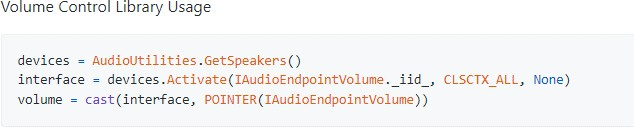 Volume Control Library Usage
devices = AudioUtilities.GetSpeakers()
interface = devices.Activate(IAudioEndpointVolume._iid_, CLSCTX_ALL, None)
volume = cast(interface, POINTER(IAudioEndpointVolume))